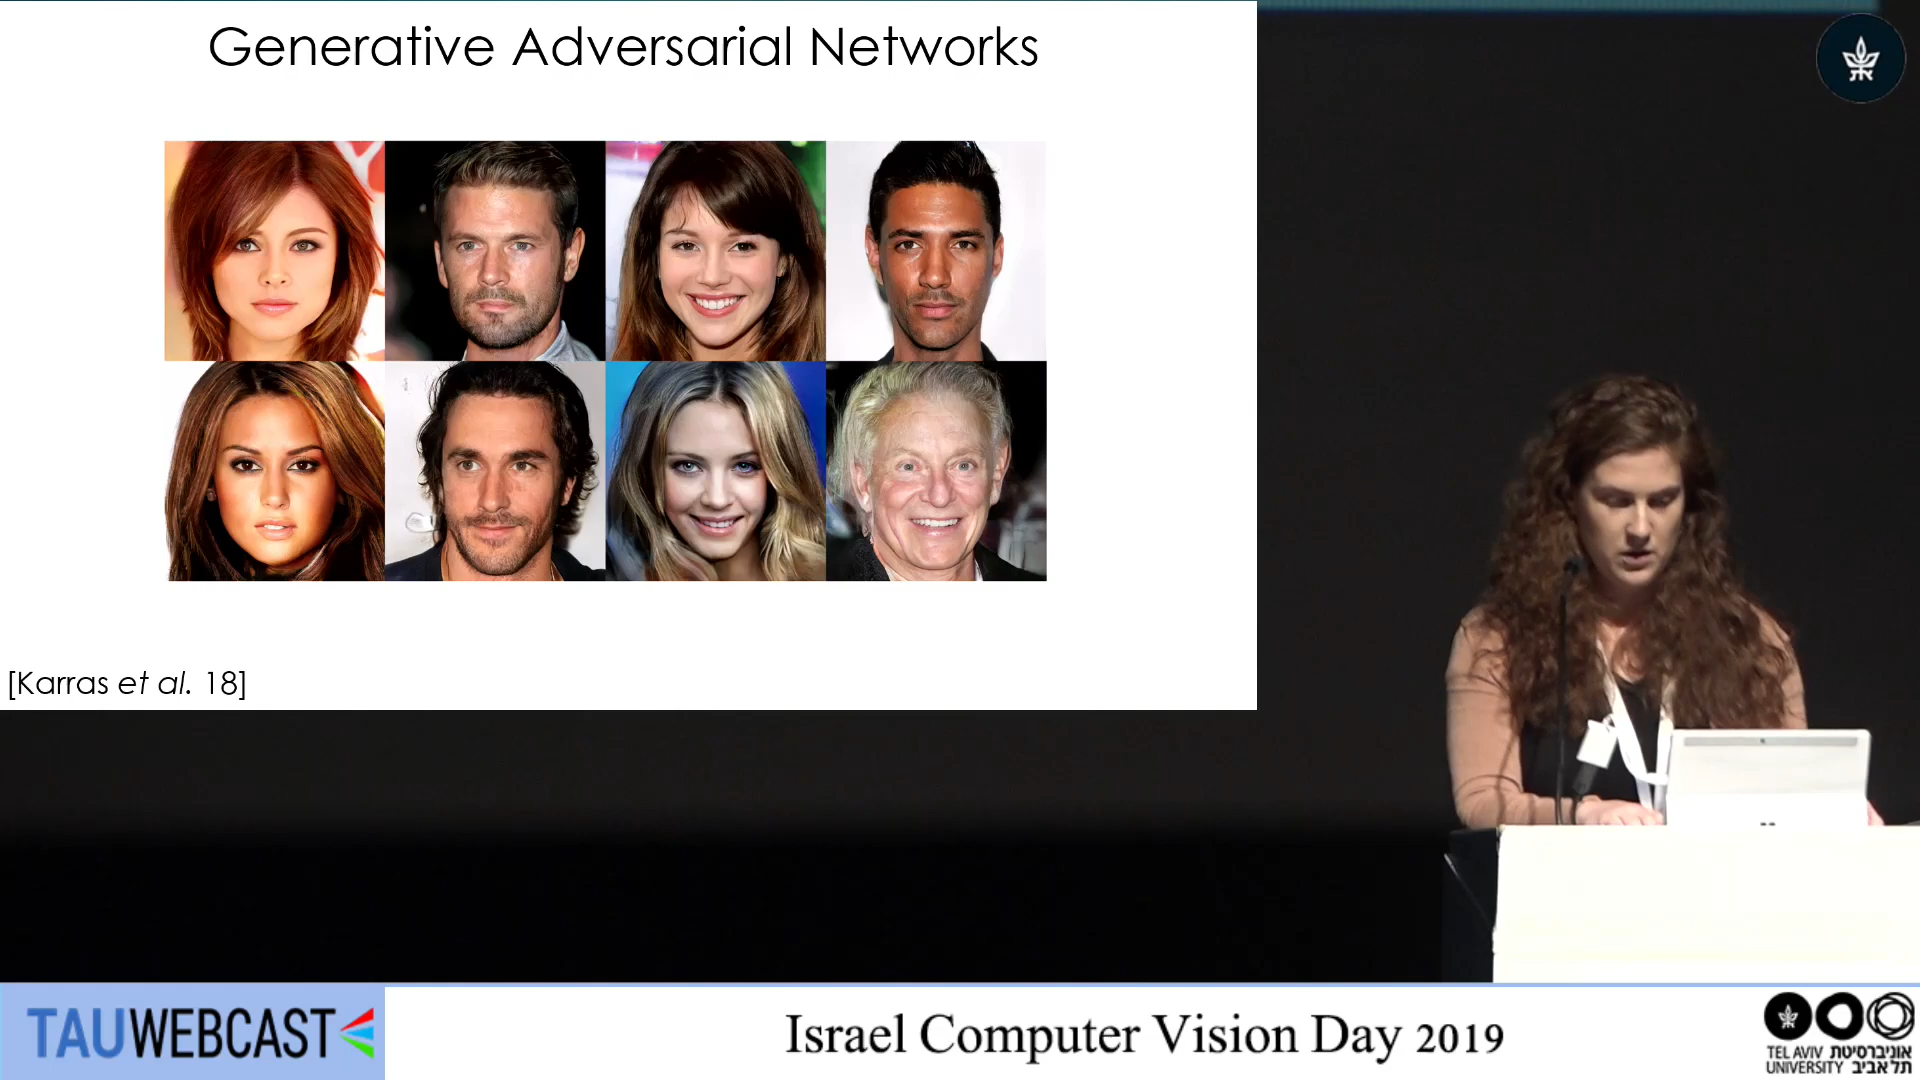 Generative Adversarial Networks
[Karras et al. 18]
TAUWEBCAST
Israel Computer Vision Day 2019
TEL AVIV אוניברסיטת
UNIVERSITY תל אביב